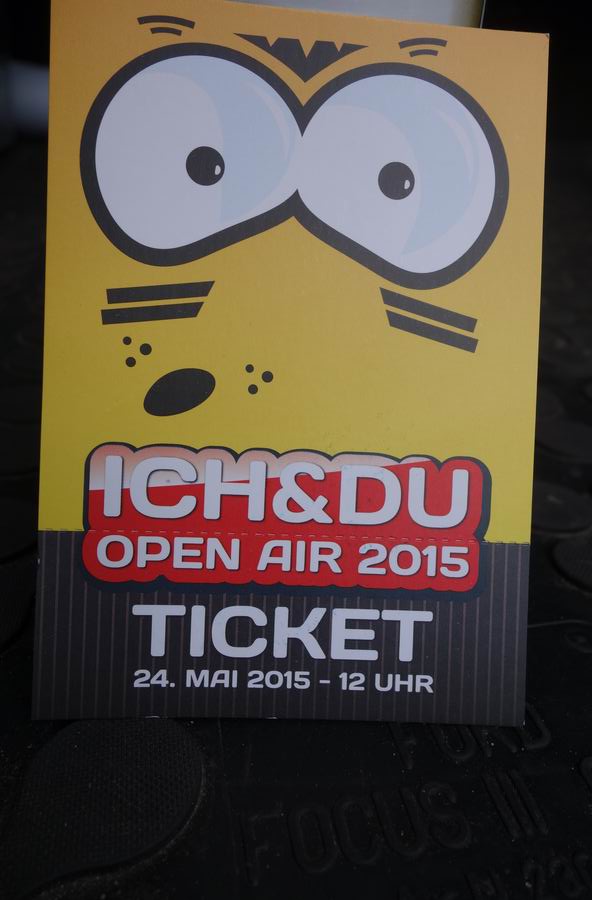 ICH&DU
OPEN AIR 2015
TICKET
24. MAI 2015 - 12 UHR
FORD
FOCUS III